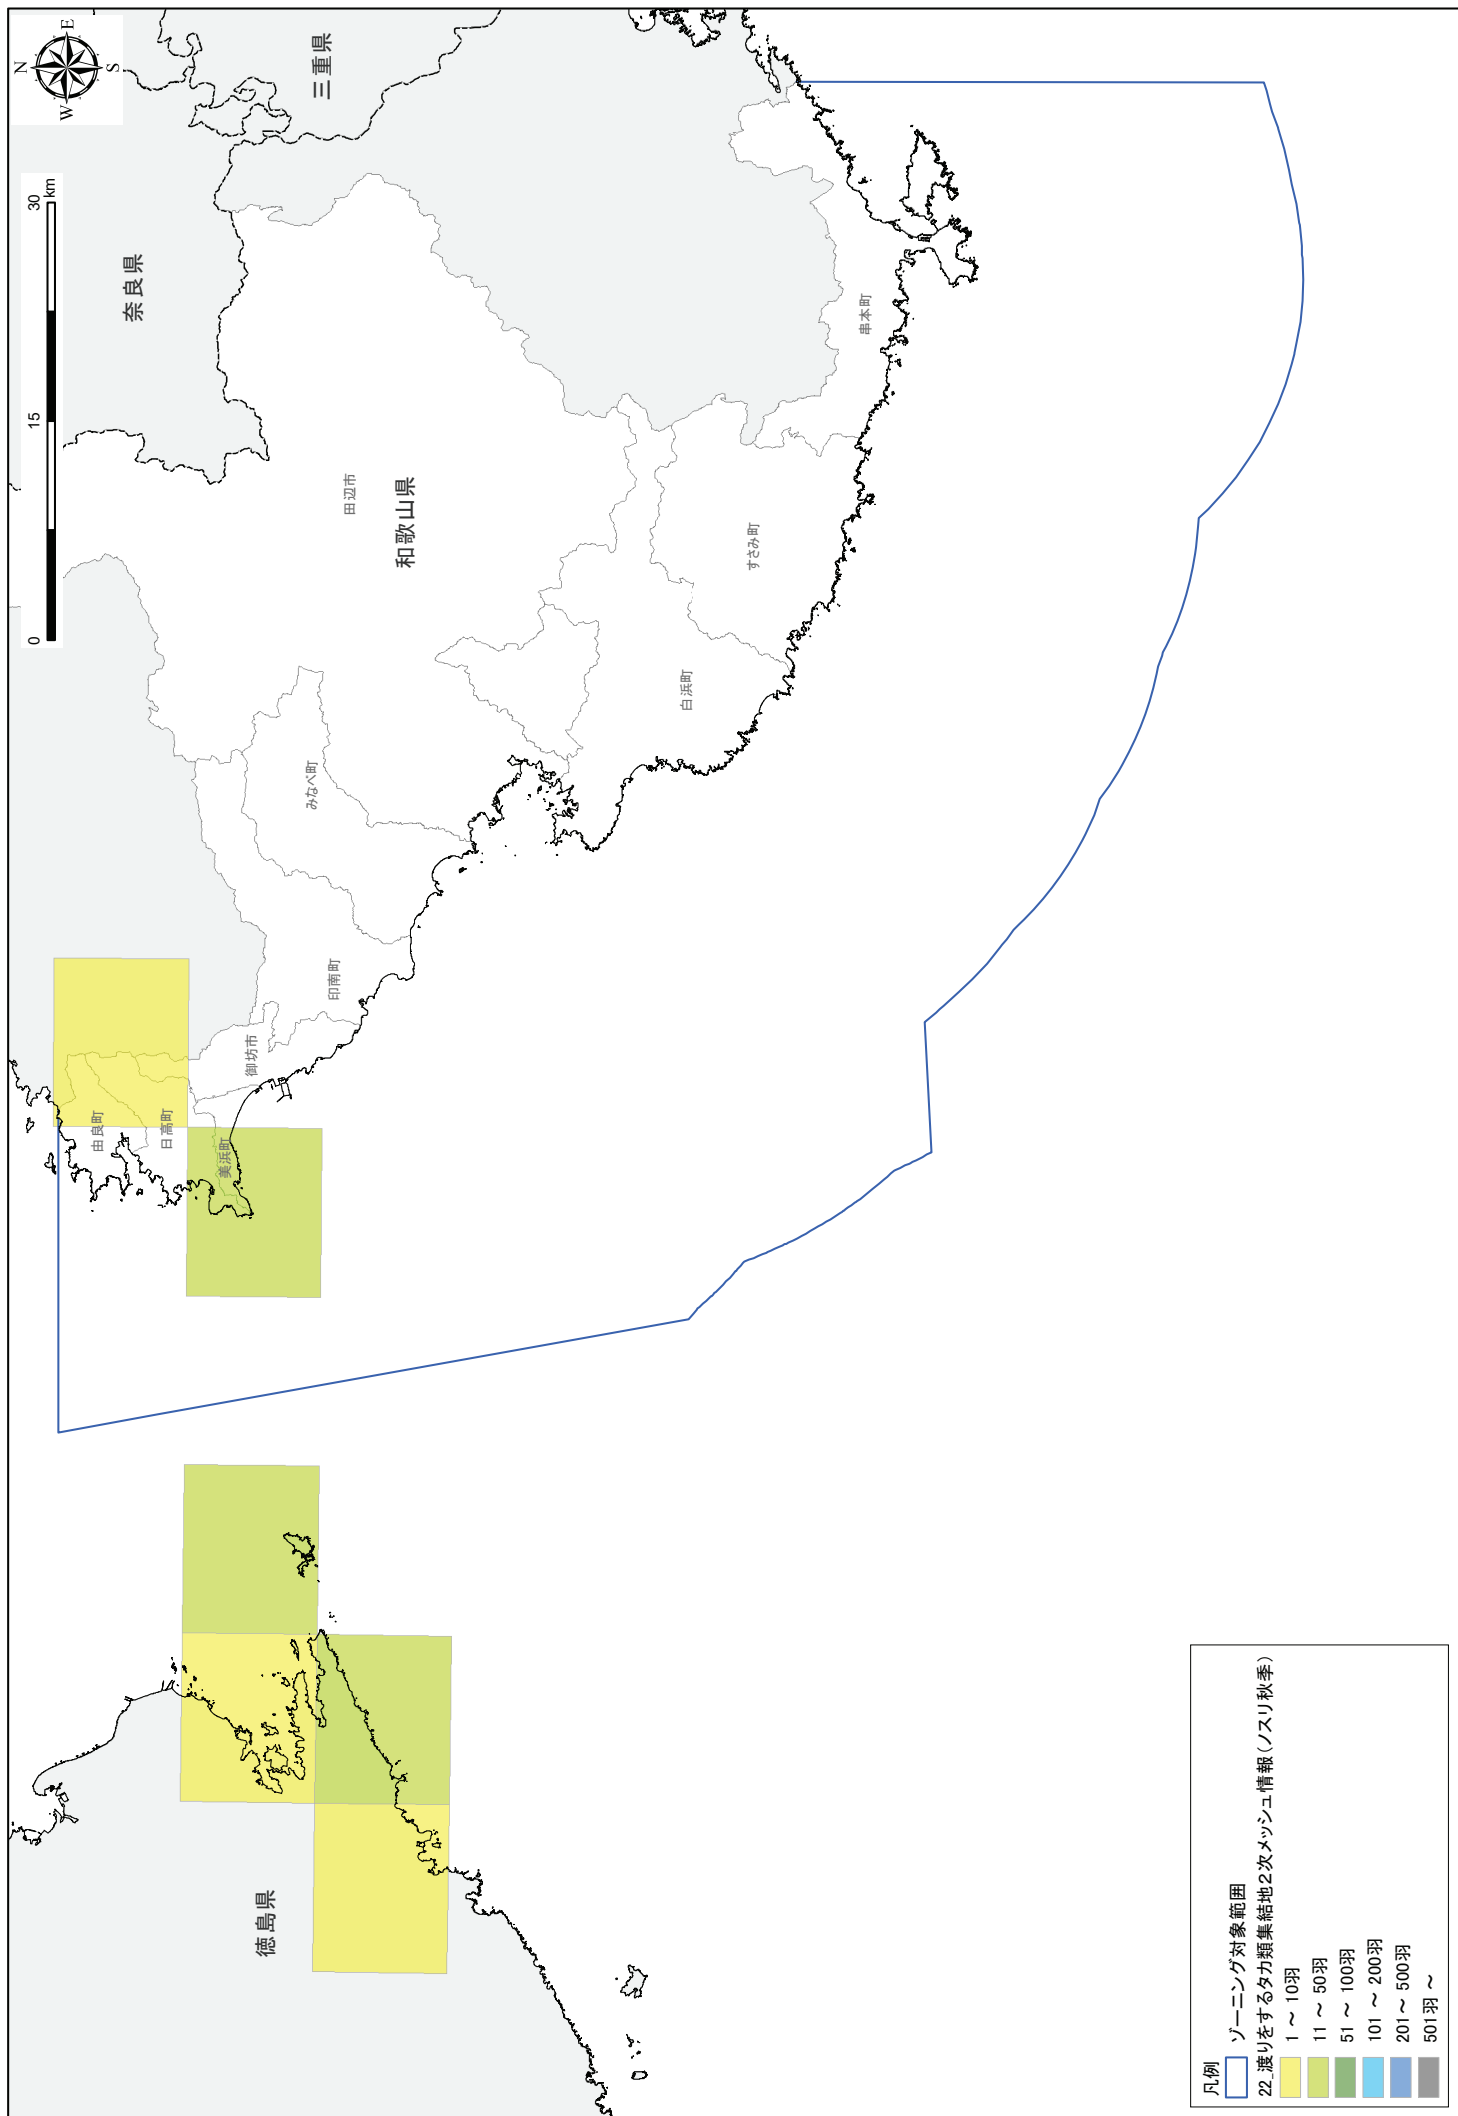 N
E
S
W
0
15
30
km
三重県
奈良県
和歌山県
田辺市
みなべ町
印南町
御坊市
由良町
日高町
美浜町
白浜町
すさみ町
串本町
徳島県
凡例
ゾーニング対象範囲
22_渡りをするタカ類集結地2次メッシュ情報(ノスリ秋季)
1 ~ 10羽
11 ~ 50羽
51 ~ 100羽
101 ~ 200羽
201~ 500羽
501羽 ~